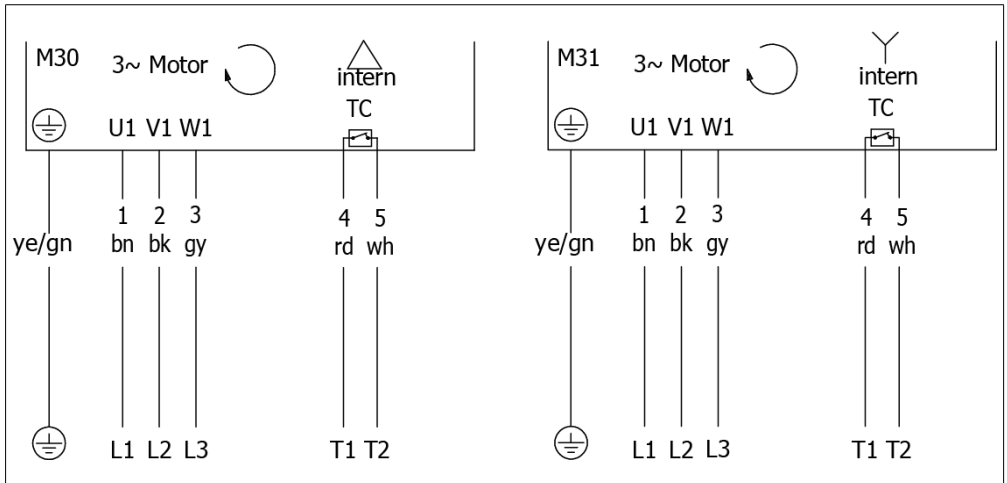 M30 3~ Motor intern
TC
U1 V1 W1
1 2 3 4 5
ye/gn bn bk gy rd wh
L1 L2 L3 T1 T2
M31 3~ Motor intern
TC
U1 V1 W1
1 2 3 4 5
ye/gn bn bk gy rd wh
L1 L2 L3 T1 T2